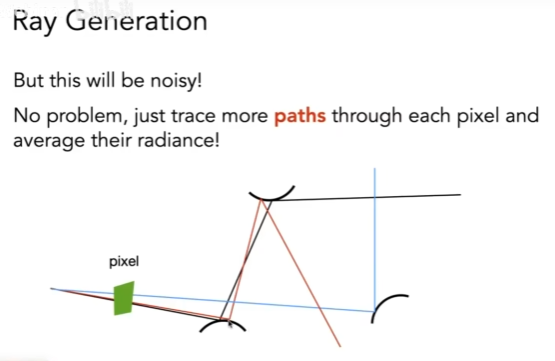 Ray Generation
But this will be noisy!
No problem, just trace more paths through each pixel and
average their radiance!
pixel